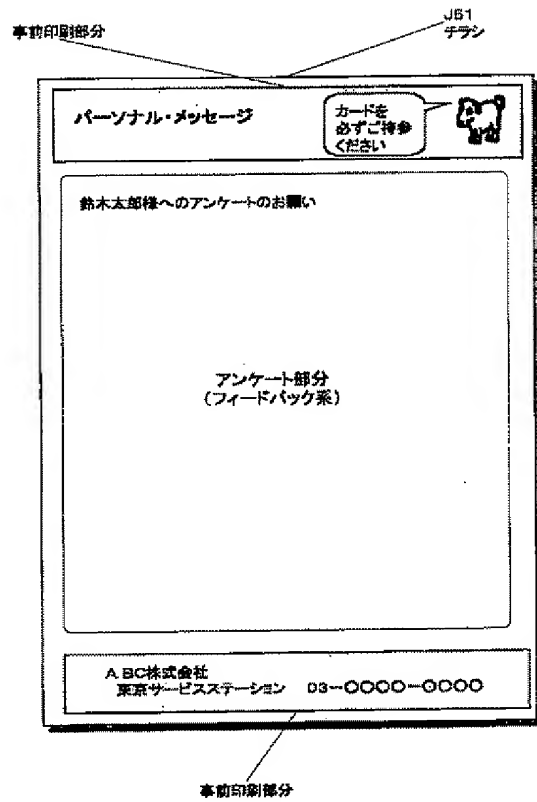 J51
チラシ
事前印刷部分
パーソナル・メッセージ
カードを
必ずご持参
ください
鈴木太郎様へのアンケートのお願い
アンケート部分
(フィードバック系)
ABC株式会社
東京サービスステーション 03-○○○○-○○○○
事前印刷部分